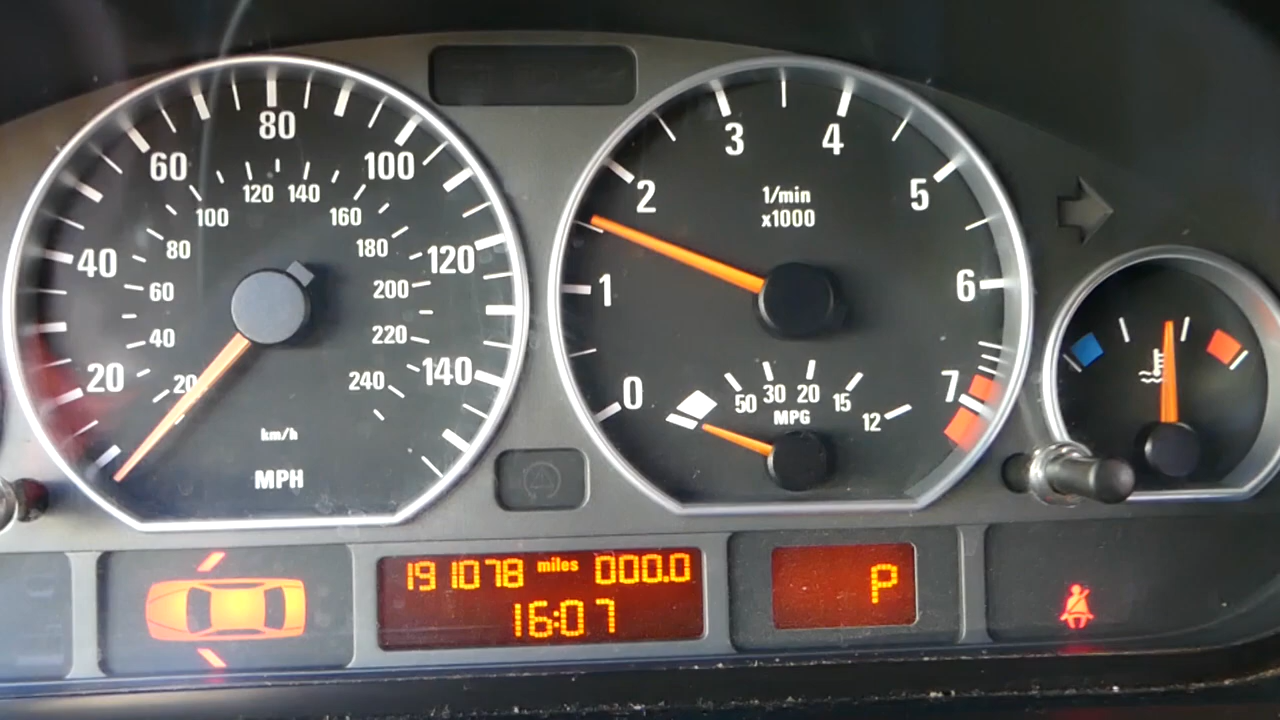 20 40 60 80 100 120 140
20 40 60 80 100 120 140 160 180 200 220 240
km/h
MPH
0 1 2 3 4 5 6 7
1/min
x1000
50 30 20 15 12
MPG
191078 miles 000.0
16:07
P